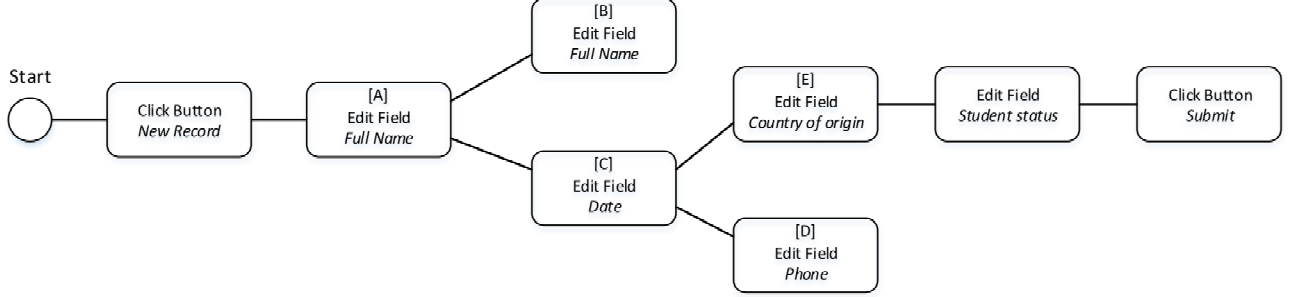 Start
Click Button
New Record
[A]
Edit Field
Full Name
[B]
Edit Field
Full Name
[C]
Edit Field
Date
[E]
Edit Field
Country of origin
[D]
Edit Field
Phone
Edit Field
Student status
Click Button
Submit